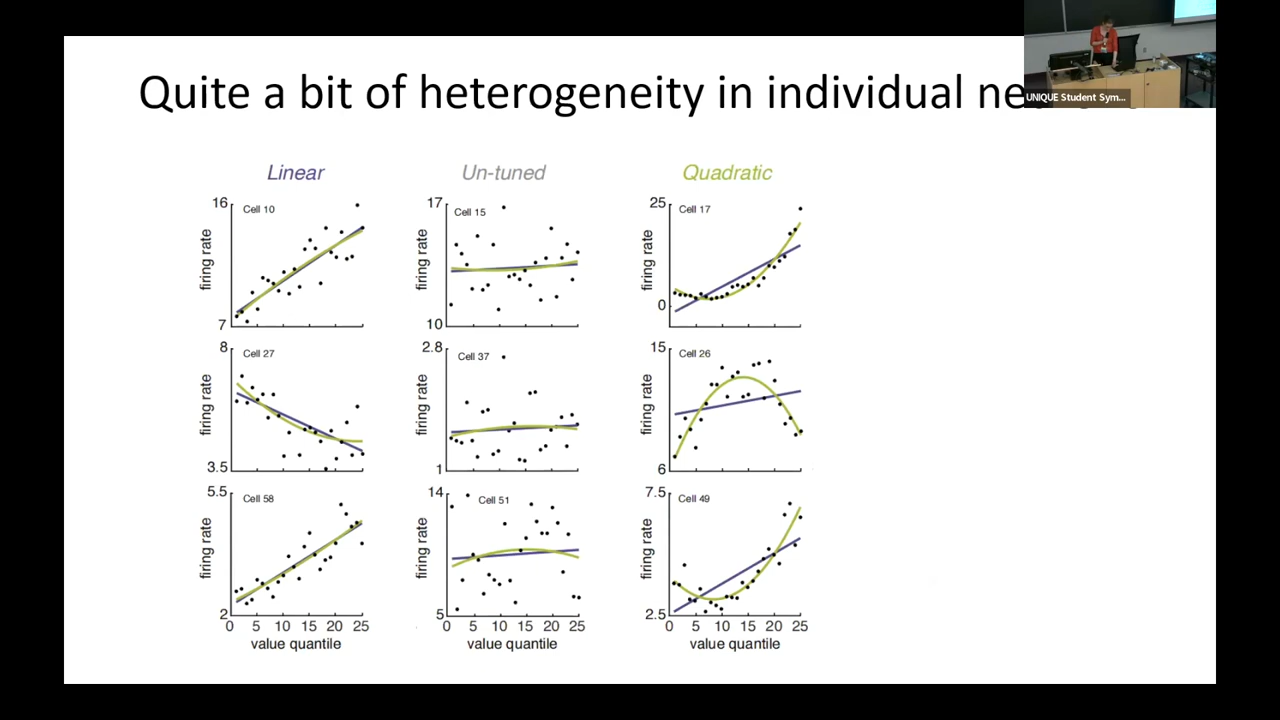 Quite a bit of heterogeneity in individual
UNIQUE Student Sym...
Linear
Un-tuned
Quadratic
16
Cell 10
firing rate
7
17
Cell 15
firing rate
10
25
Cell 17
firing rate
0
8
Cell 27
firing rate
3.5
2.8
Cell 37
firing rate
1
15
Cell 26
firing rate
6
5.5
Cell 58
firing rate
2
0 5 10 15 20 25
value quantile
14
Cell 51
firing rate
5
0 5 10 15 20 25
value quantile
7.5
Cell 49
firing rate
2.5
0 5 10 15 20 25
value quantile